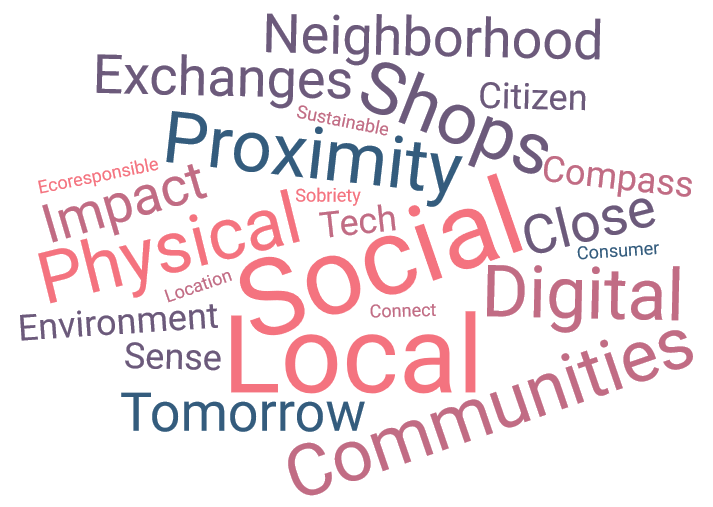 Neighborhood
Exchanges
Shops
Citizen
Sustainable
Proximity
Ecoresponsible
Compass
Impact
Sobriety
Physical
Tech
Close
Social
Consumer
Location
Digital
Connect
Environment
Local
Sense
Communities
Tomorrow